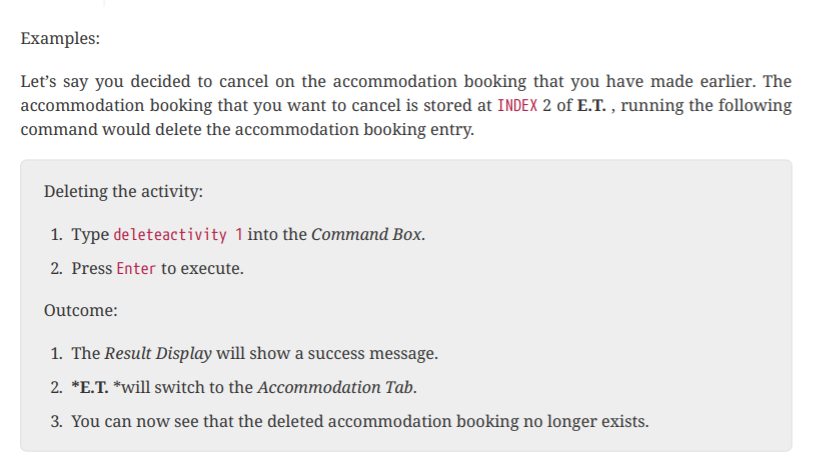 Examples:
Let’s say you decided to cancel on the accommodation booking that you have made earlier. The
accommodation booking that you want to cancel is stored at INDEX 2 of E.T. , running the following
command would delete the accommodation booking entry.
Deleting the activity:
1. Type deleteactivity 1 into the Command Box.
2. Press Enter to execute.
Outcome:
1. The Result Display will show a success message.
2. *E.T. *will switch to the Accommodation Tab.
3. You can now see that the deleted accommodation booking no longer exists.